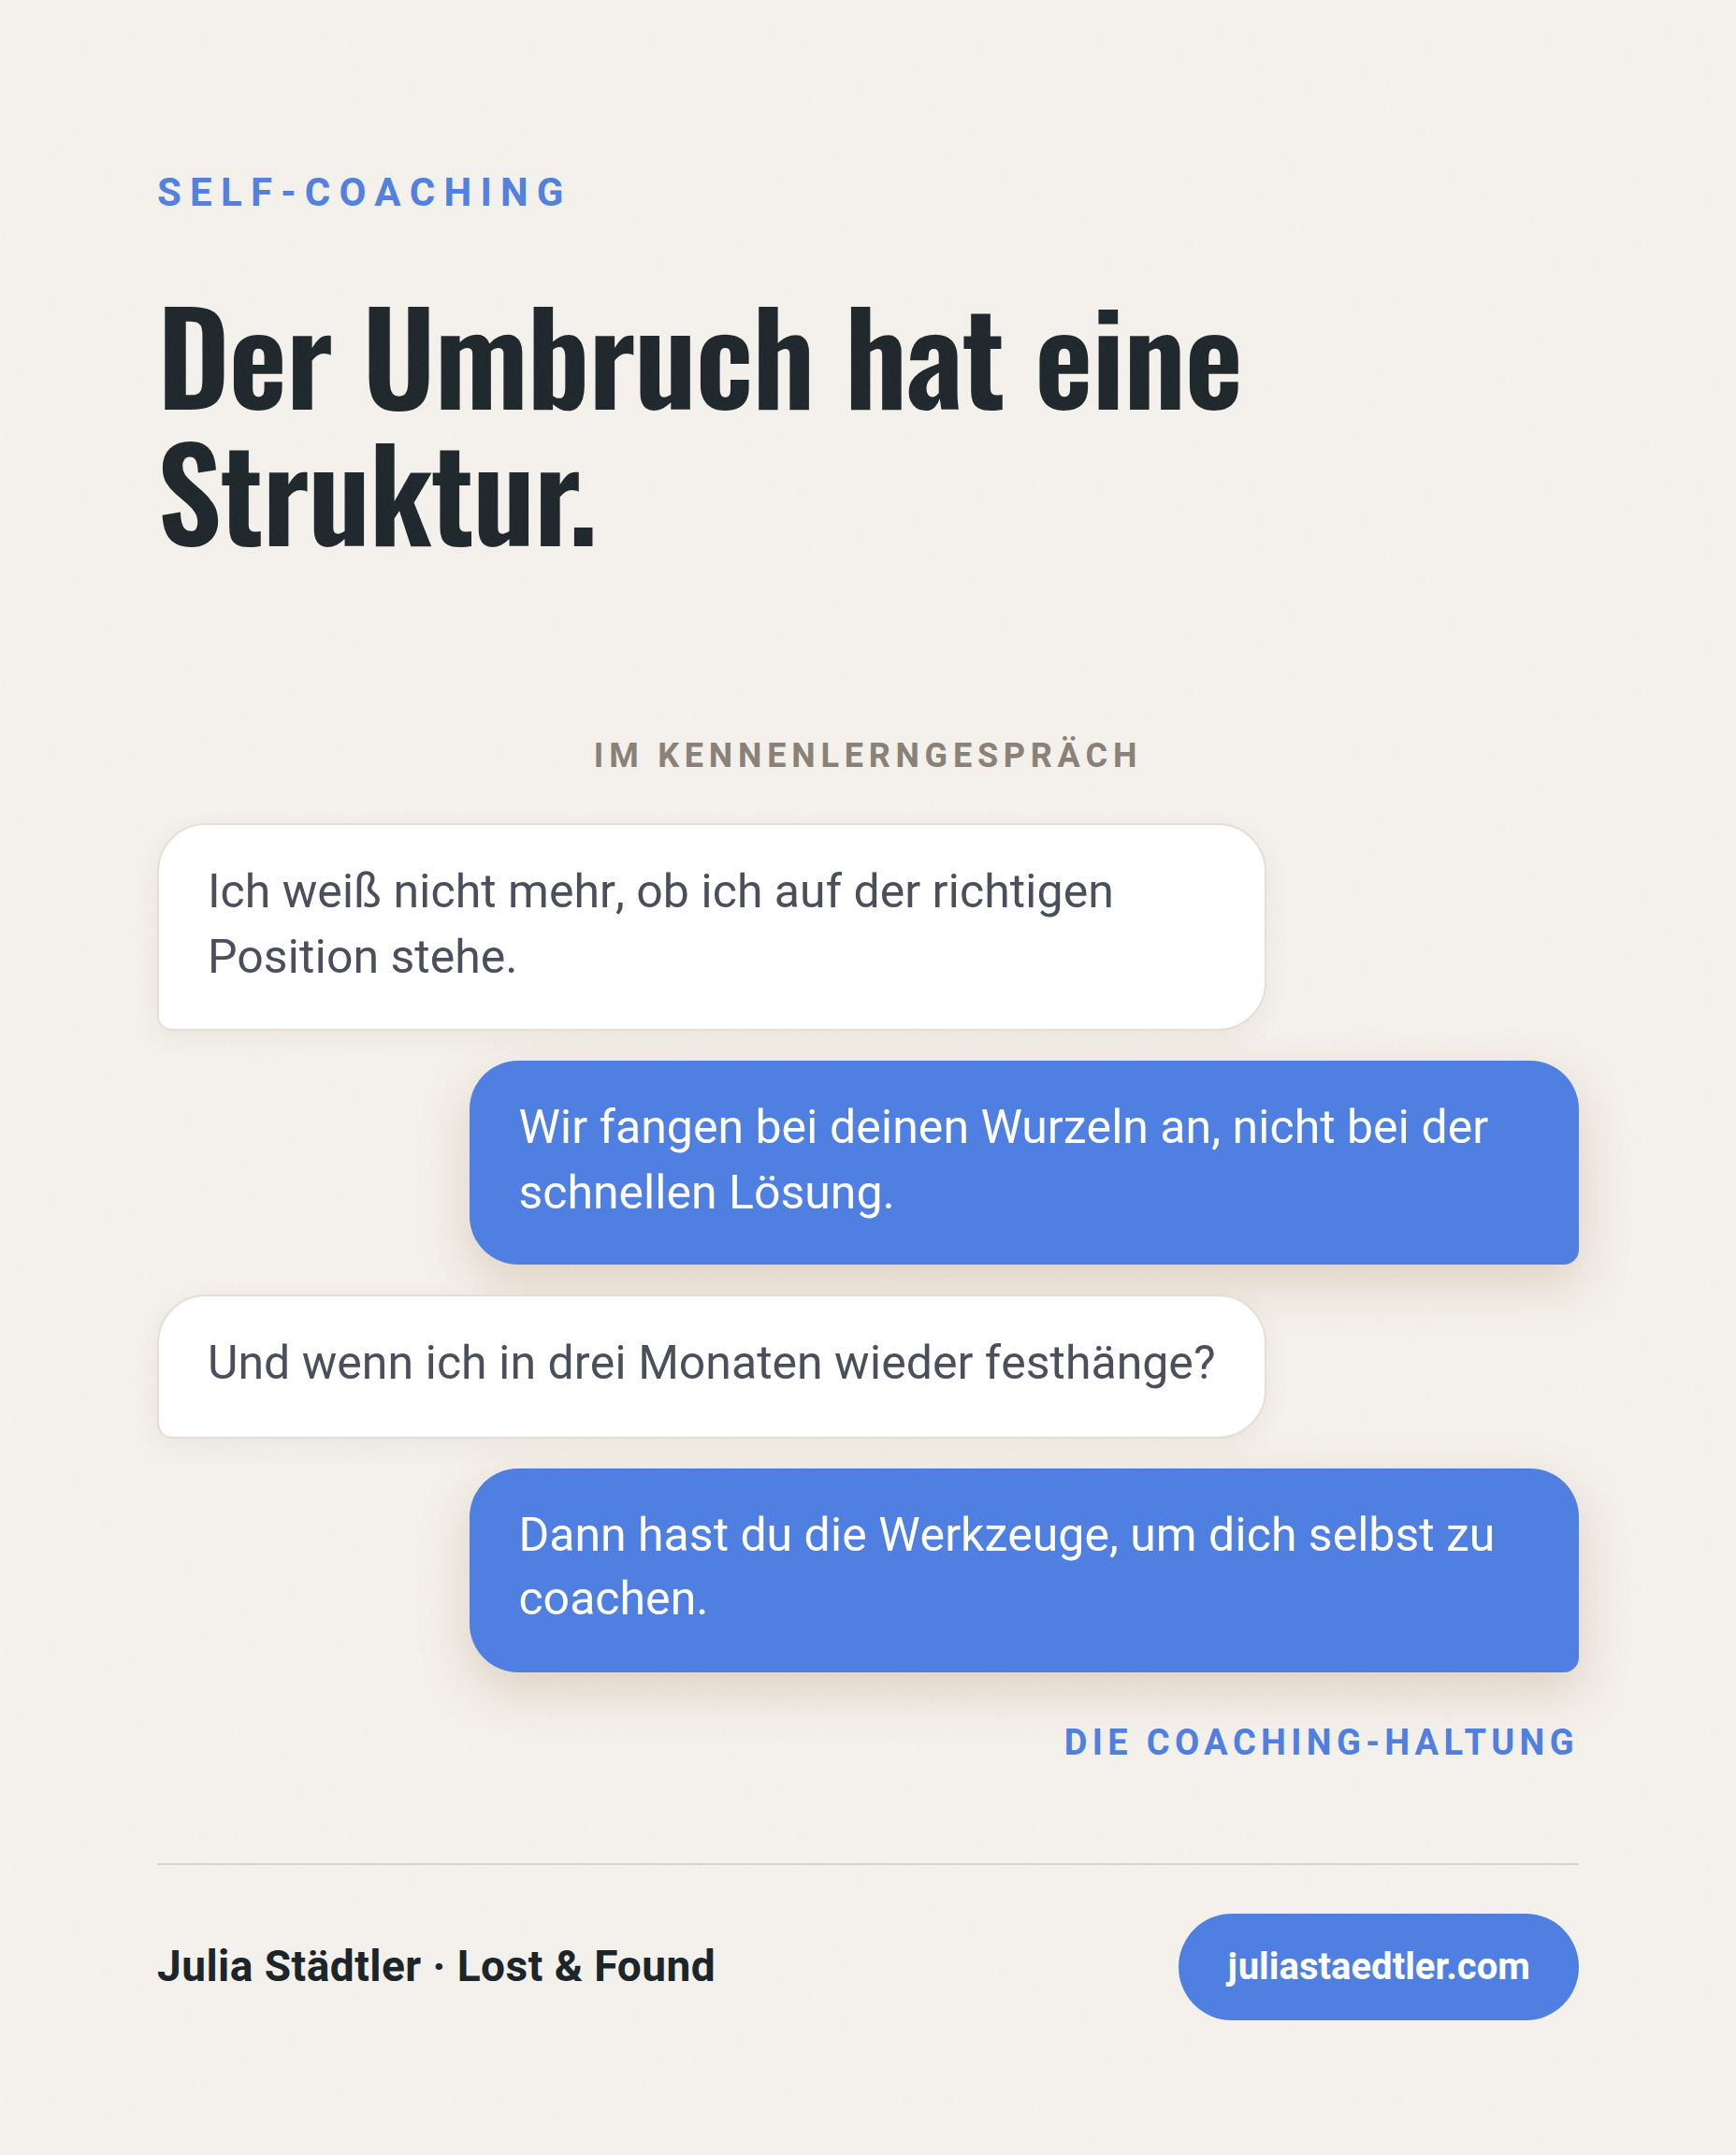 SELF-COACHING
Der Umbruch hat eine
Struktur.
IM KENNENLERNGESPRÄCH
Ich weiß nicht mehr, ob ich auf der richtigen
Position stehe.
Wir fangen bei deinen Wurzeln an, nicht bei der
schnellen Lösung.
Und wenn ich in drei Monaten wieder festhänge?
Dann hast du die Werkzeuge, um dich selbst zu
coachen.
DIE COACHING-HALTUNG
Julia Städtler · Lost & Found
juliastaedtler.com